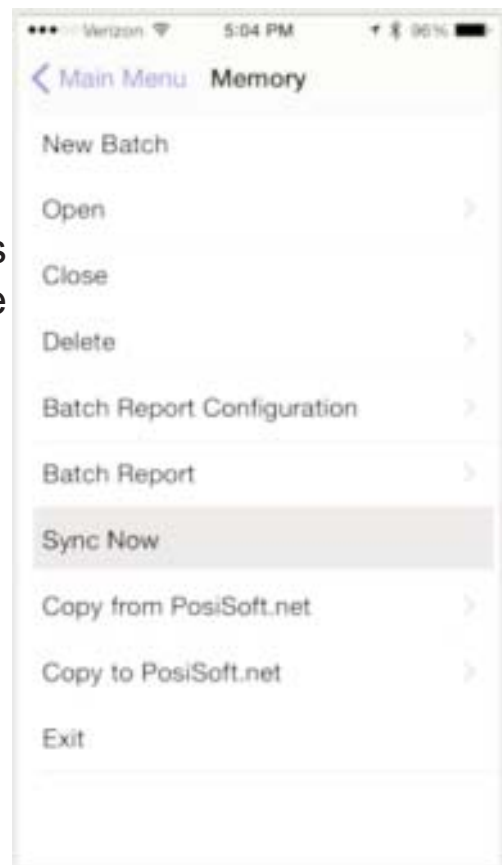 Verizon 5:04 PM 96%
Main Menu Memory
New Batch
Open
s
Close
e
Delete
Batch Report Configuration
Batch Report
Sync Now
Copy from PosiSoft.net
Copy to PosiSoft.net
Exit